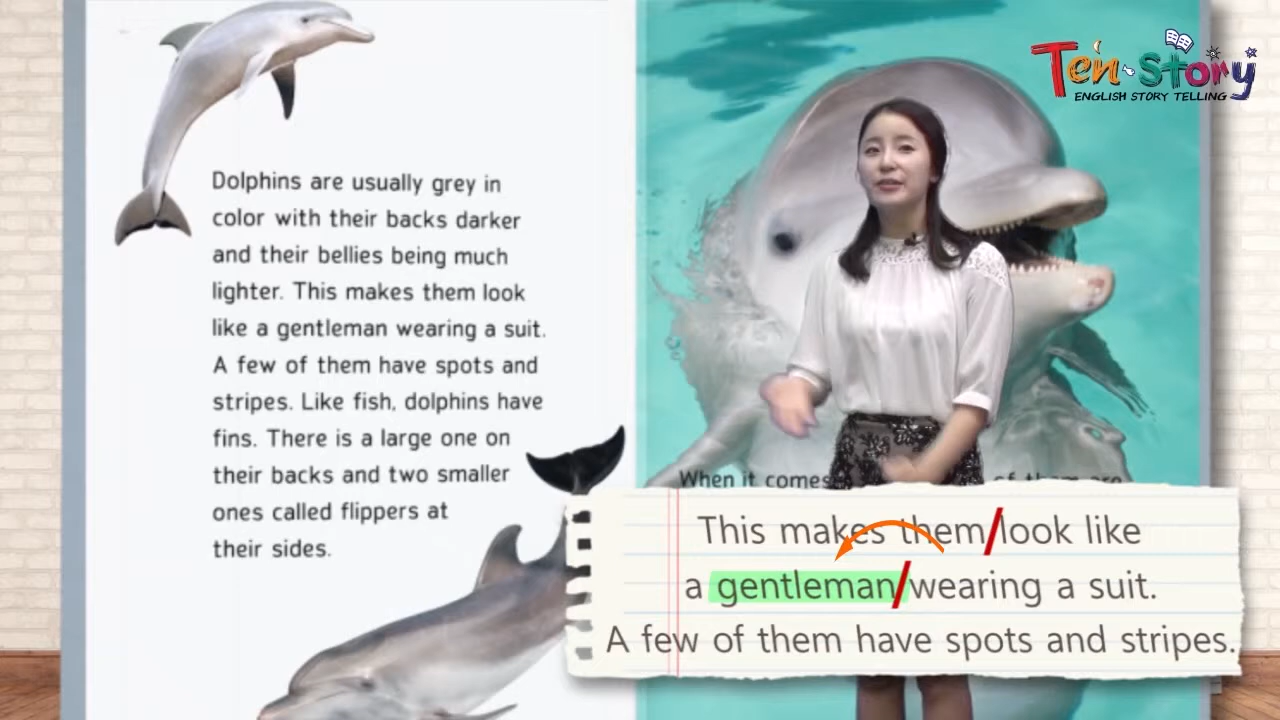 Ten Story
ENGLISH STORY TELLING
Dolphins are usually grey in
color with their backs darker
and their bellies being much
lighter. This makes them look
like a gentleman wearing a suit.
A few of them have spots and
stripes. Like fish, dolphins have
fins. There is a large one on
their backs and two smaller
ones called flippers at
their sides.
When it comes of them are
This makes them/look like
a gentleman/wearing a suit.
A few of them have spots and stripes.